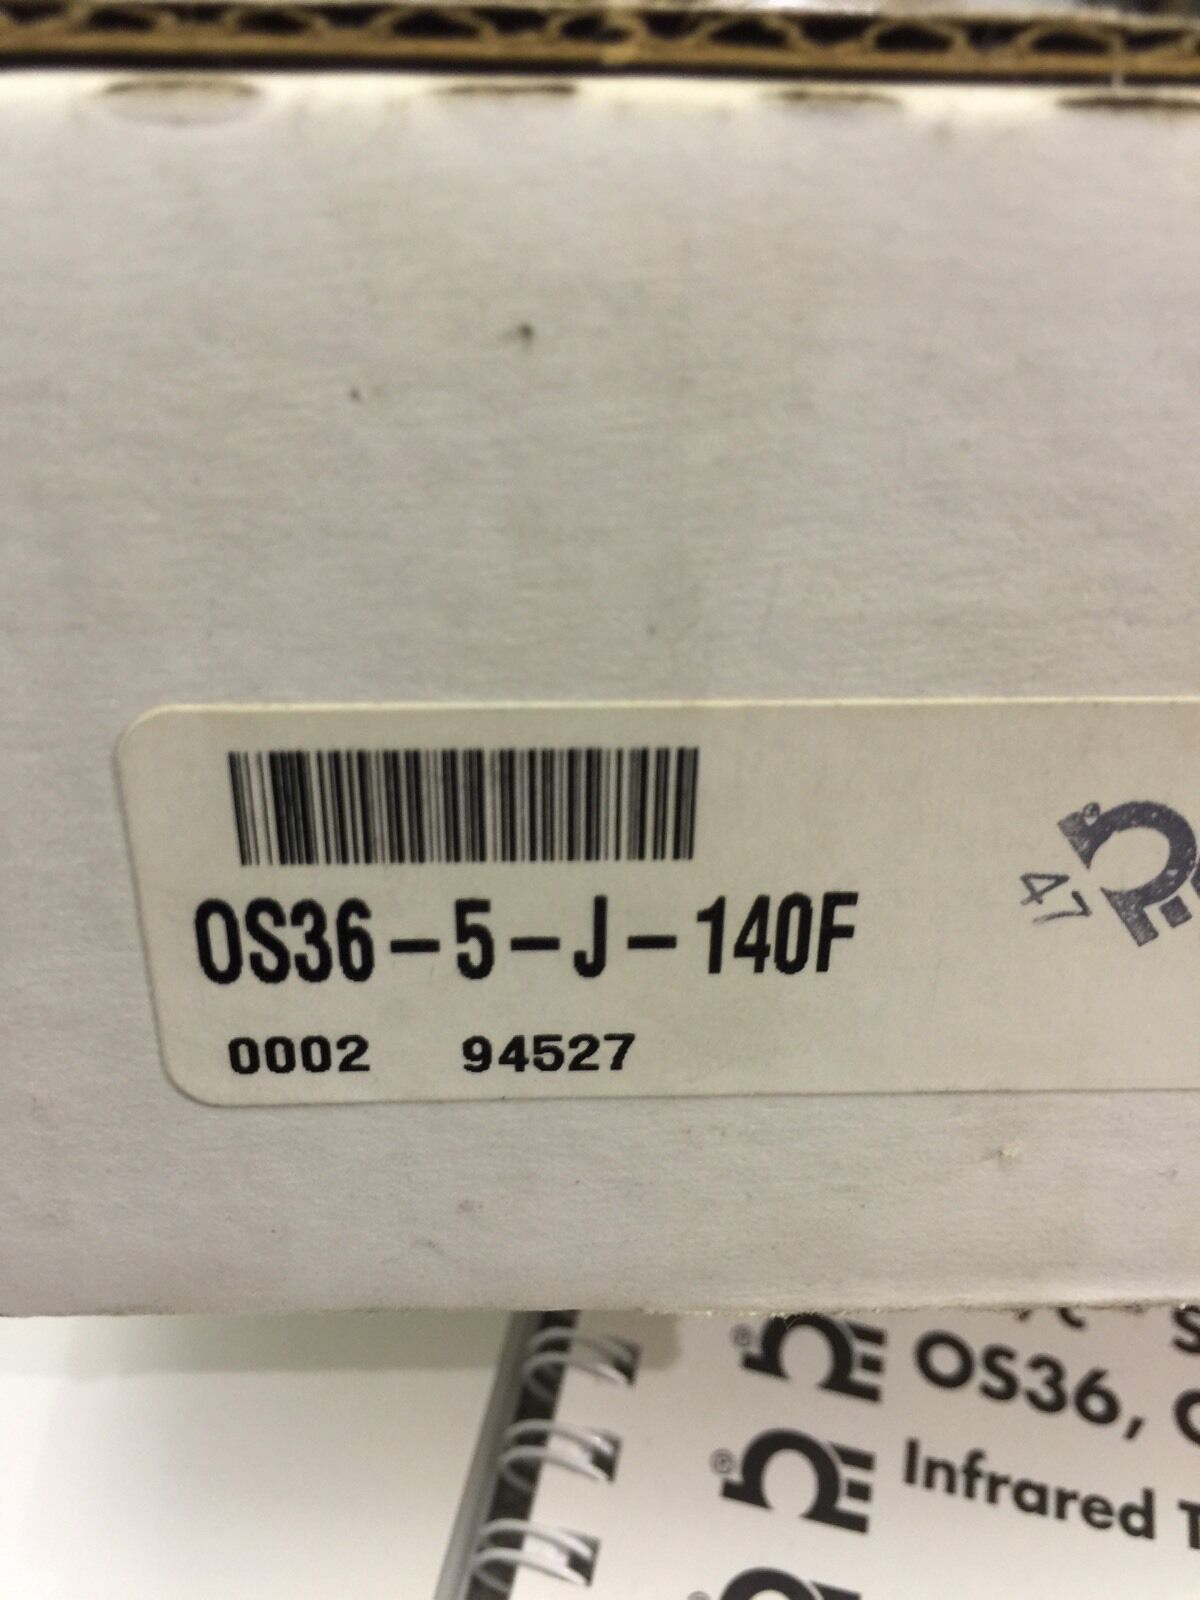 OS36-5-J-140F
0002 94527
47
OS36,
Infrared